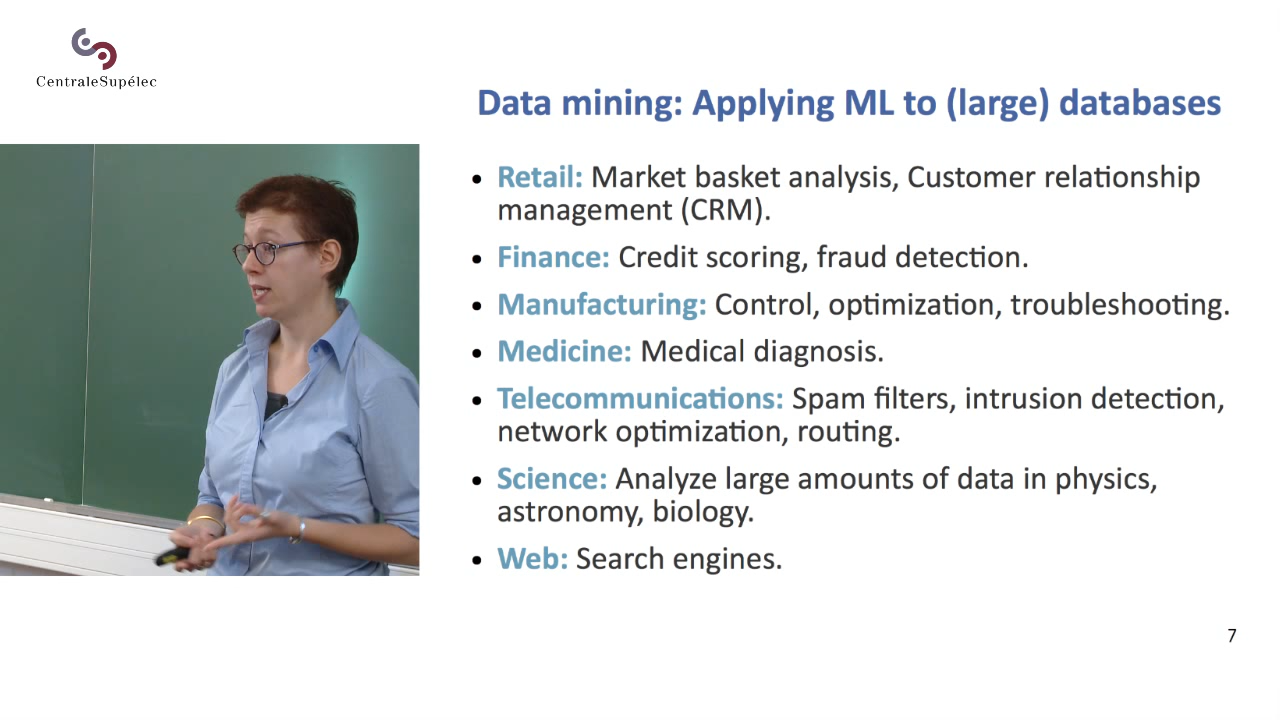 CentraleSupélec
Data mining: Applying ML to (large) databases
• Retail: Market basket analysis, Customer relationship
management (CRM).
• Finance: Credit scoring, fraud detection.
• Manufacturing: Control, optimization, troubleshooting.
• Medicine: Medical diagnosis.
• Telecommunications: Spam filters, intrusion detection,
network optimization, routing.
• Science: Analyze large amounts of data in physics,
astronomy, biology.
• Web: Search engines.
7